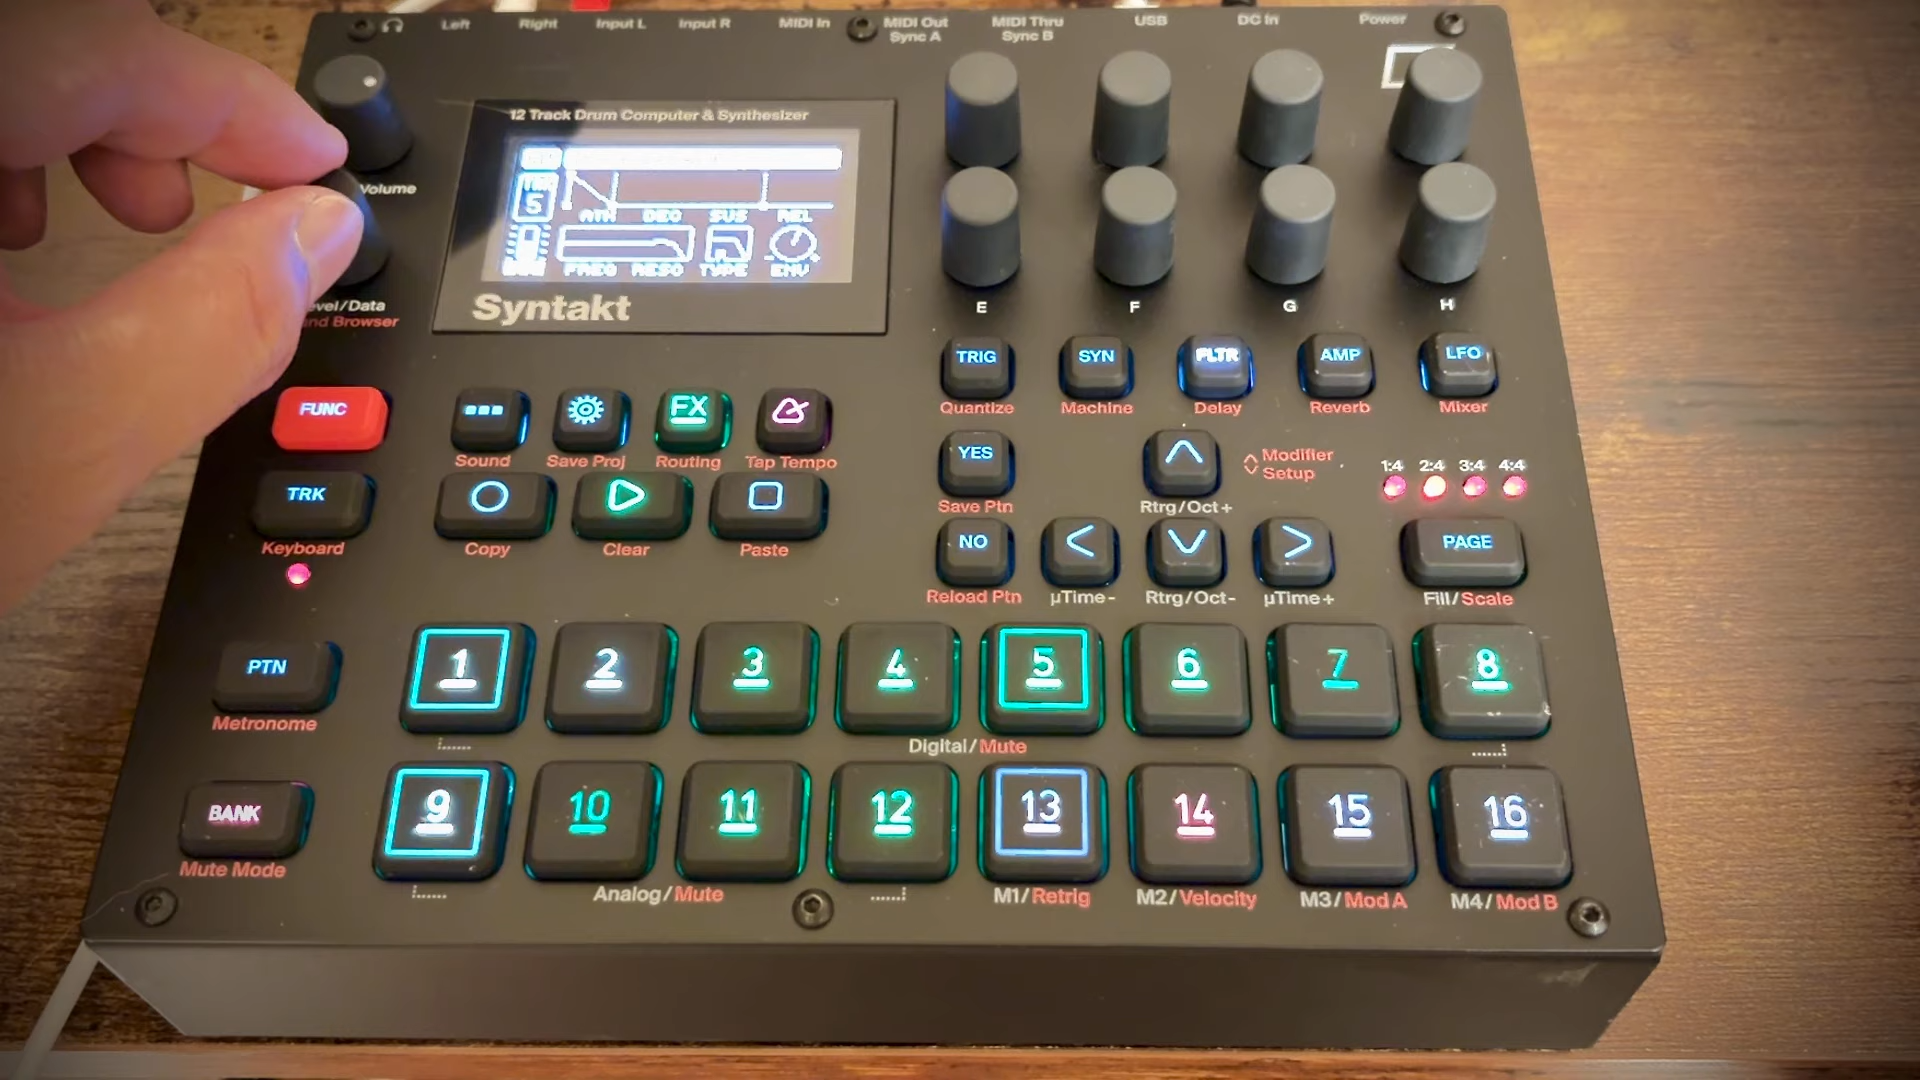 Left Right Input L Input R MIDI In MIDI Out MIDI Thru USB DC In Power
Sync A Sync B
12 Track Drum Computer & Synthesizer
Volume
5
ATK DEC SUS REL
FREQ RESO TYPE ENV
Syntakt
E F G H
TRIG SYN FLTR AMP LFO
Quantize Machine Delay Reverb Mixer
FUNC
FX
Sound Save Proj Routing Tap Tempo
YES
Modifier
Setup
1:4 2:4 3:4 4:4
TRK
Save Ptn Rtrg/Oct+
Keyboard Copy Clear Paste
NO PAGE
Reload Ptn µTime- Rtrg/Oct- µTime+ Fill/Scale
PTN
1 2 3 4 5 6 7 8
Metronome
Digital/Mute
BANK
9 10 11 12 13 14 15 16
Mute Mode
Analog/Mute M1/Retrig M2/Velocity M3/Mod A M4/Mod B